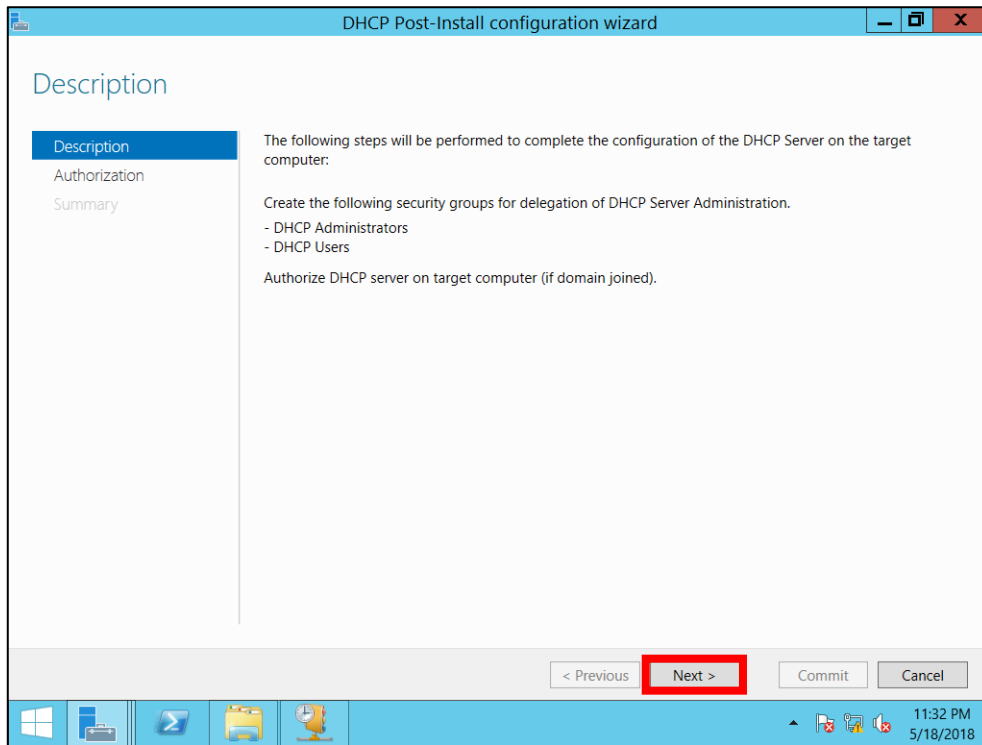 DHCP Post-Install configuration wizard
X
Description
Description
Authorization
Summary
The following steps will be performed to complete the configuration of the DHCP Server on the target
computer:
Create the following security groups for delegation of DHCP Server Administration.
- DHCP Administrators
- DHCP Users
Authorize DHCP server on target computer (if domain joined).
< Previous
Next >
Commit
Cancel
11:32 PM
5/18/2018